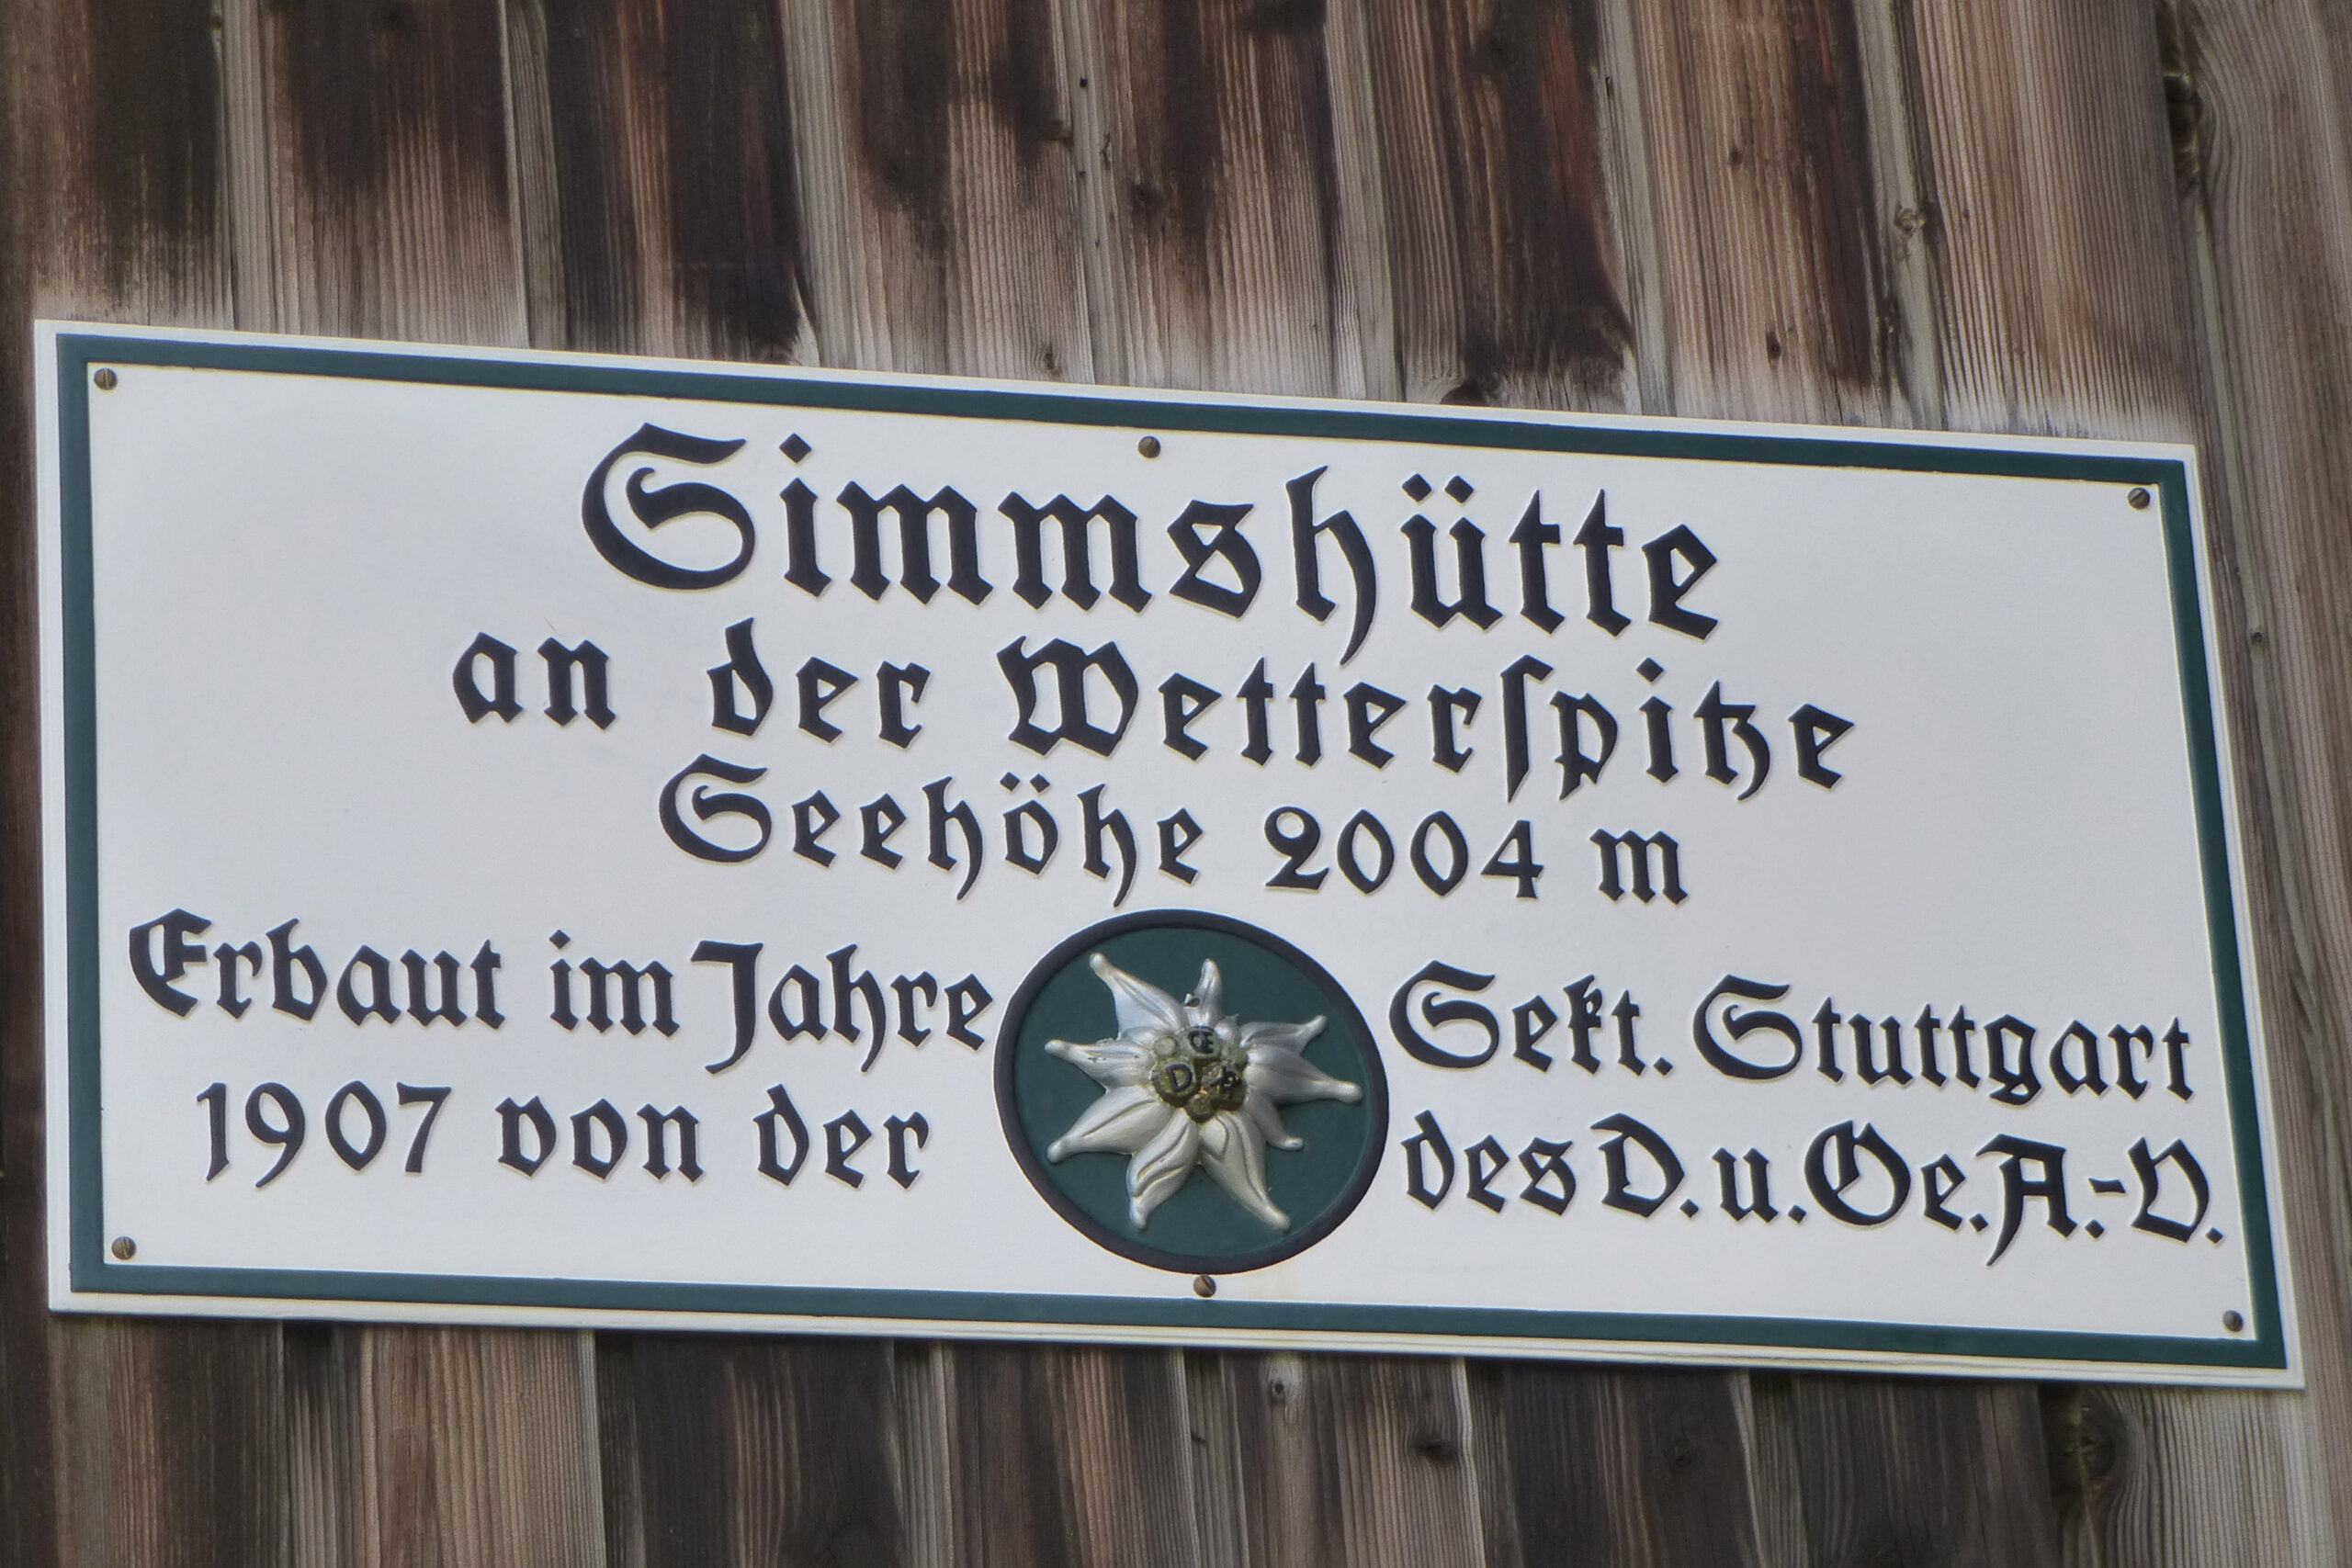 Simmshütte
an der Wetterſpitze
Seehöhe 2004 m
Erbaut im Jahre
1907 von der
Sekt. Stuttgart
des D. u. Oe. A.-V.